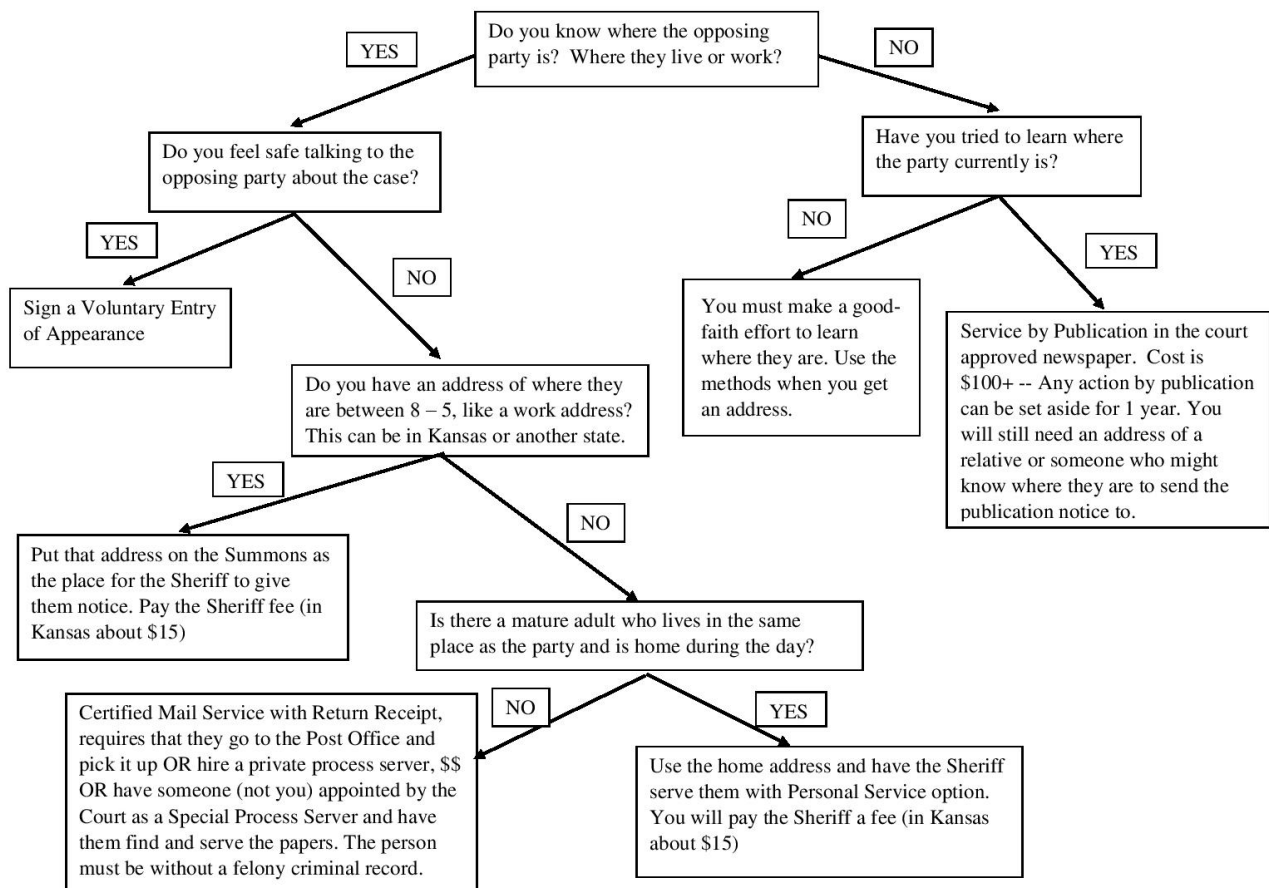 Do you know where the opposing
party is?  Where they live or work?
YES
NO
Do you feel safe talking to the
opposing party about the case?
Have you tried to learn where
the party currently is?
YES
NO
NO
YES
Sign a Voluntary Entry
of Appearance
You must make a good-
faith effort to learn
where they are. Use the
methods when you get
an address.
Service by Publication in the court
approved newspaper.  Cost is
$100+ -- Any action by publication
can be set aside for 1 year. You
will still need an address of a
relative or someone who might
know where they are to send the
publication notice to.
Do you have an address of where they
are between 8 – 5, like a work address?
This can be in Kansas or another state.
YES
NO
Put that address on the Summons as
the place for the Sheriff to give
them notice. Pay the Sheriff fee (in
Kansas about $15)
Is there a mature adult who lives in the same
place as the party and is home during the day?
NO
YES
Certified Mail Service with Return Receipt,
requires that they go to the Post Office and
pick it up OR hire a private process server, $$
OR have someone (not you) appointed by the
Court as a Special Process Server and have
them find and serve the papers. The person
must be without a felony criminal record.
Use the home address and have the Sheriff
serve them with Personal Service option.
You will pay the Sheriff a fee (in Kansas
about $15)